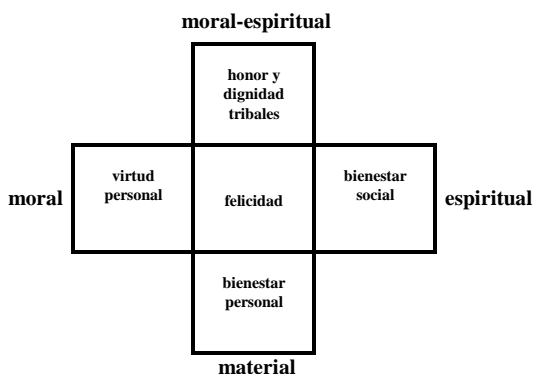 moral-espiritual
honor y
dignidad
tribales
moral
virtud
personal
felicidad
bienestar
social
espiritual
bienestar
personal
material